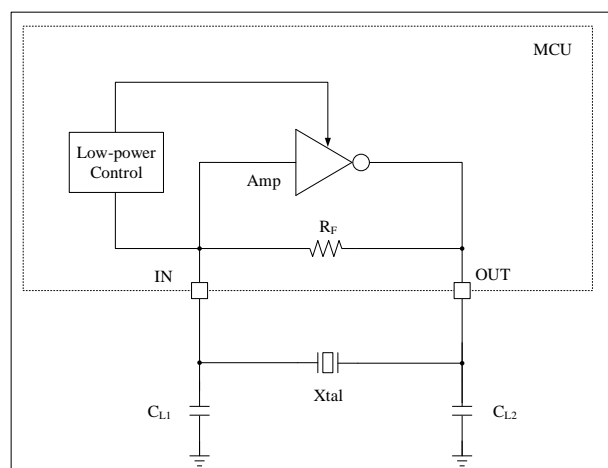 MCU
Low-power
Control
Amp
RF
IN
OUT
Xtal
CL1
CL2